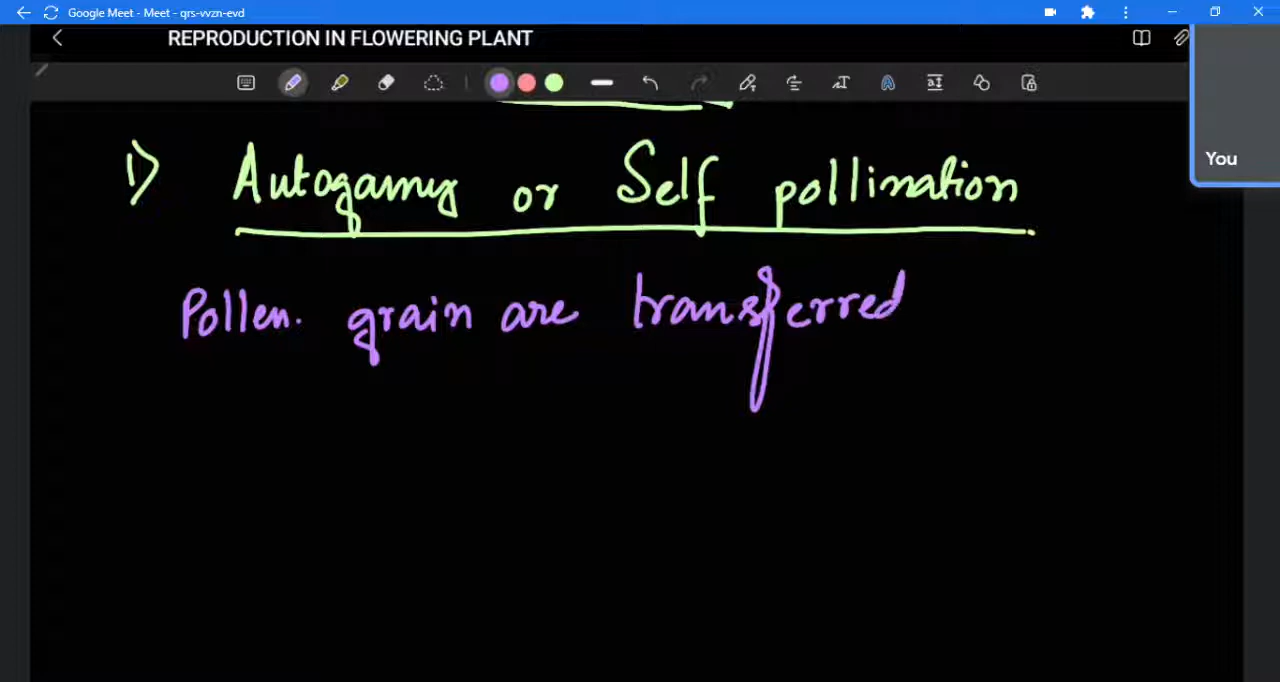 Google Meet - Meet - qrs-vvzn-evd
REPRODUCTION IN FLOWERING PLANT
You
1) Autogamy or Self pollination
Pollen. grain are transferred